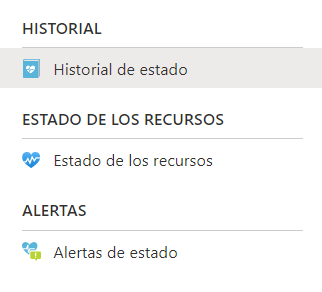 HISTORIAL
Historial de estado
ESTADO DE LOS RECURSOS
Estado de los recursos
ALERTAS
Alertas de estado